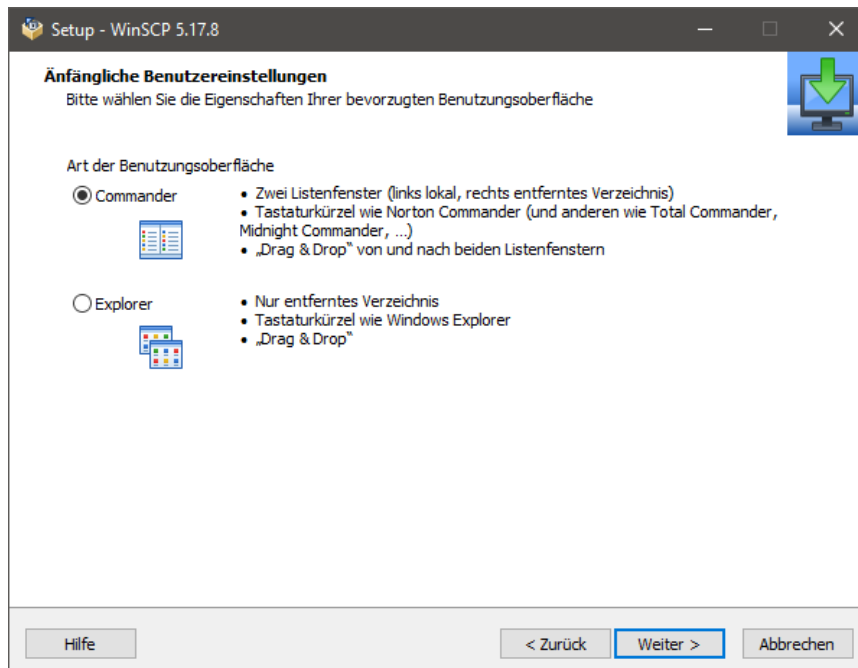 Setup - WinSCP 5.17.8
Änfängliche Benutzereinstellungen
Bitte wählen Sie die Eigenschaften Ihrer bevorzugten Benutzungsoberfläche
Art der Benutzungsoberfläche
Commander
• Zwei Listenfenster (links lokal, rechts entferntes Verzeichnis)
• Tastaturkürzel wie Norton Commander (und anderen wie Total Commander,
Midnight Commander, ...)
• „Drag & Drop“ von und nach beiden Listenfenstern
Explorer
• Nur entferntes Verzeichnis
• Tastaturkürzel wie Windows Explorer
• „Drag & Drop“
Hilfe
< Zurück
Weiter >
Abbrechen